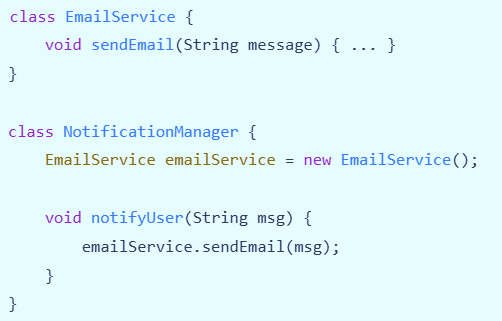 class EmailService {
    void sendEmail(String message) { ... }
}

class NotificationManager {
    EmailService emailService = new EmailService();

    void notifyUser(String msg) {
        emailService.sendEmail(msg);
    }
}